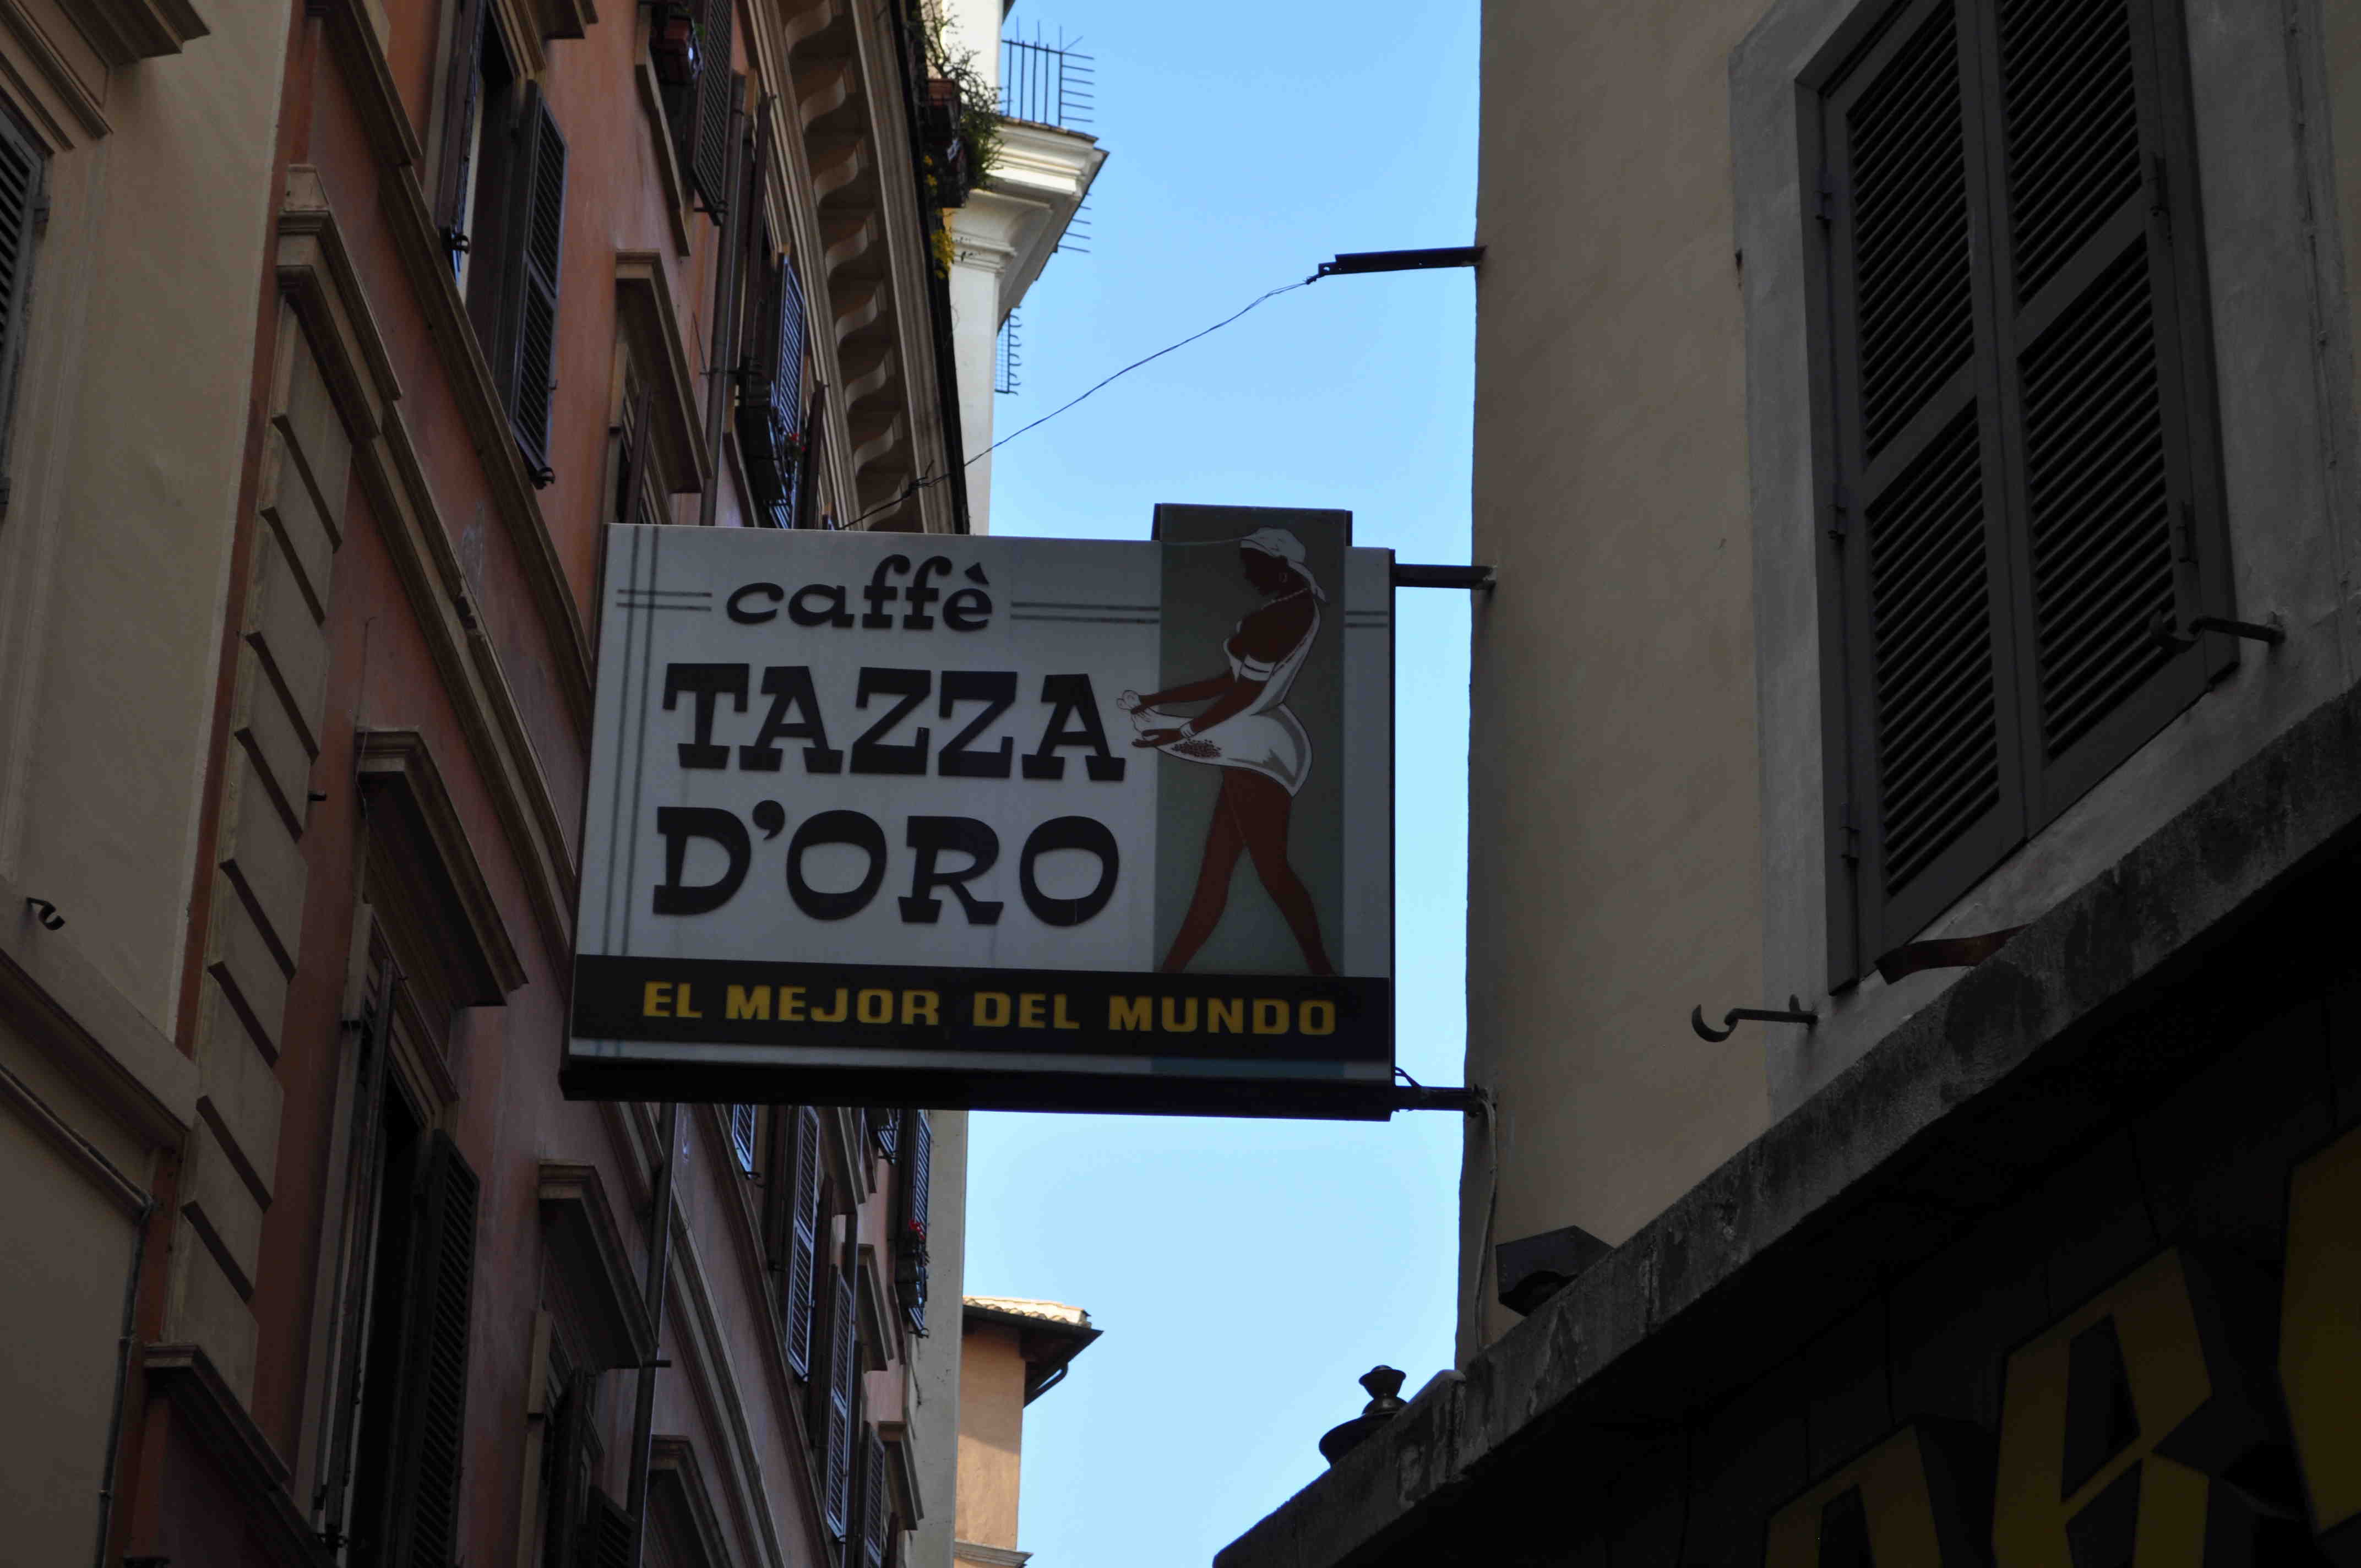 caffè
TAZZA
D'ORO
EL MEJOR DEL MUNDO